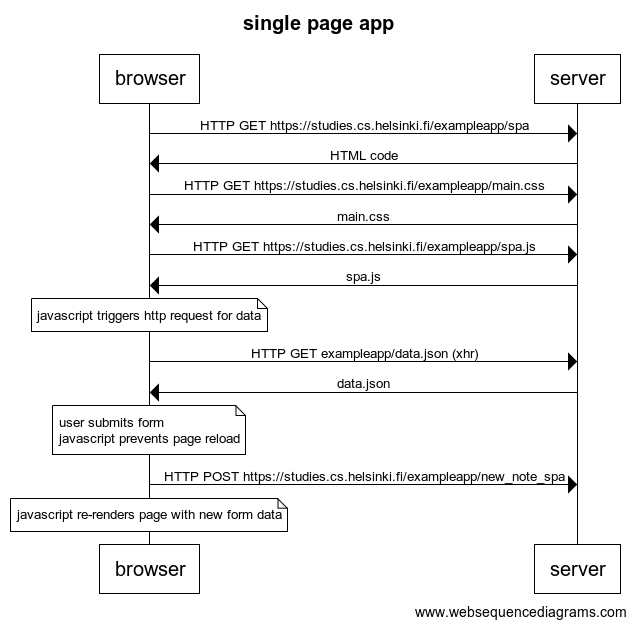 single page app
browser
server
HTTP GET https://studies.cs.helsinki.fi/exampleapp/spa
HTML code
HTTP GET https://studies.cs.helsinki.fi/exampleapp/main.css
main.css
HTTP GET https://studies.cs.helsinki.fi/exampleapp/spa.js
spa.js
javascript triggers http request for data
HTTP GET exampleapp/data.json (xhr)
data.json
user submits form
javascript prevents page reload
HTTP POST https://studies.cs.helsinki.fi/exampleapp/new_note_spa
javascript re-renders page with new form data
browser
server
www.websequencediagrams.com